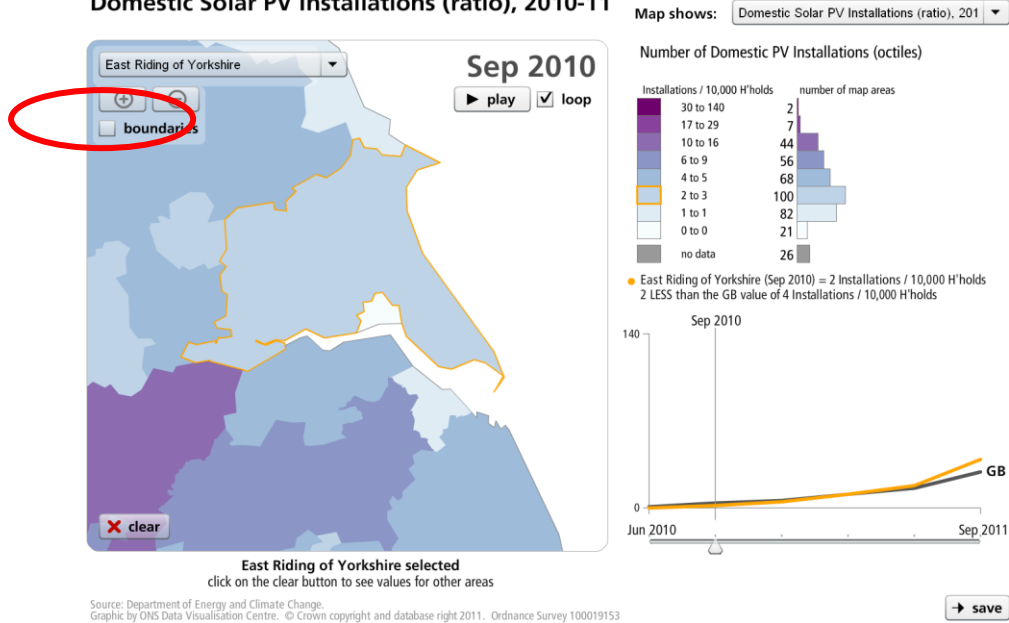 Domestic Solar PV Installations (ratio), 2010-11
Map shows: Domestic Solar PV Installations (ratio), 201
East Riding of Yorkshire
boundaries
Sep 2010
play loop
Number of Domestic PV Installations (octiles)
Installations / 10,000 H'holds number of map areas
30 to 140 2
17 to 29 7
10 to 16 44
6 to 9 56
4 to 5 68
2 to 3 100
1 to 1 82
0 to 0 21
no data 26
East Riding of Yorkshire (Sep 2010) = 2 Installations / 10,000 H'holds
2 LESS than the GB value of 4 Installations / 10,000 H'holds
Sep 2010
140
GB
0
Jun 2010 Sep 2011
clear
East Riding of Yorkshire selected
click on the clear button to see values for other areas
Source: Department of Energy and Climate Change.
Graphic by ONS Data Visualisation Centre. © Crown copyright and database right 2011. Ordnance Survey 100019153
save